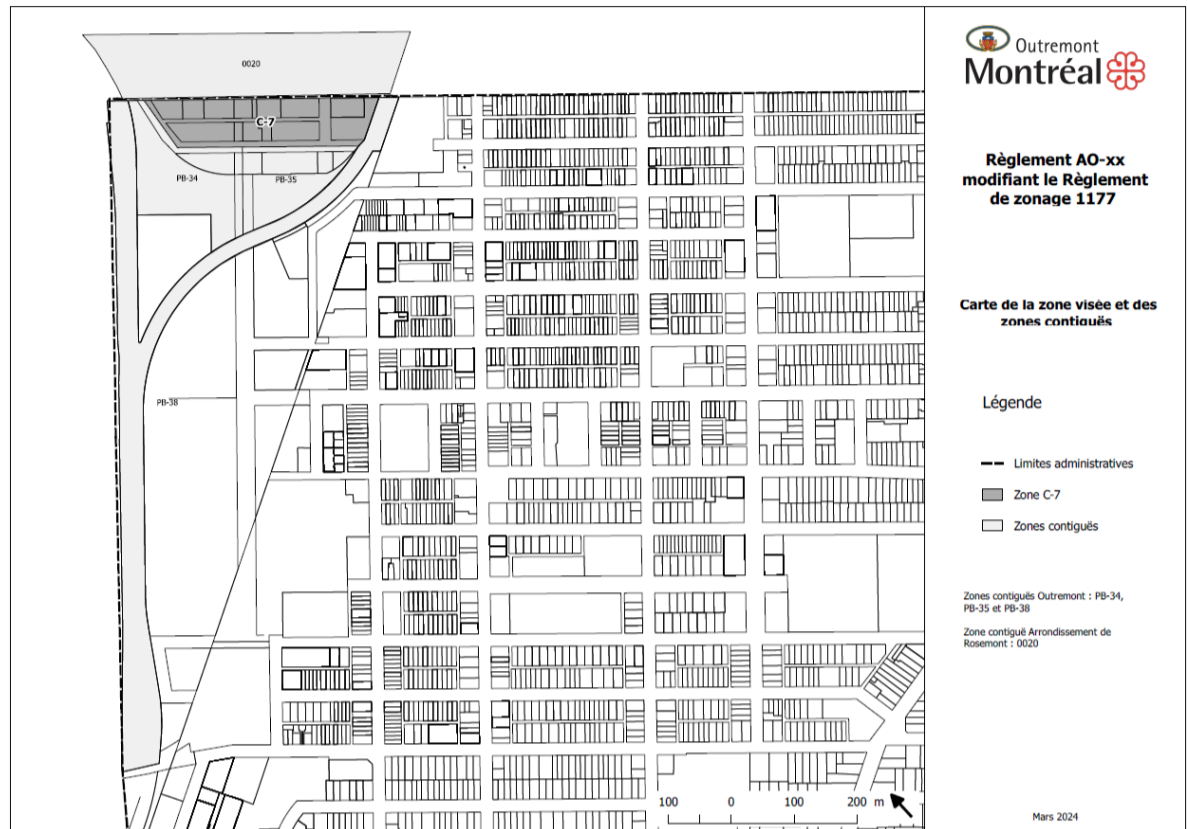 0020
C-7
PB-34
PB-35
PB-38
100 0 100 200 m
Outremont
Montréal
Règlement AO-xx
modifiant le Règlement
de zonage 1177
Carte de la zone visée et des
zones contiguës
Légende
Limites administratives
Zone C-7
Zones contiguës
Zones contiguës Outremont : PB-34,
PB-35 et PB-38
Zone contiguë Arrondissement de
Rosemont : 0020
Mars 2024